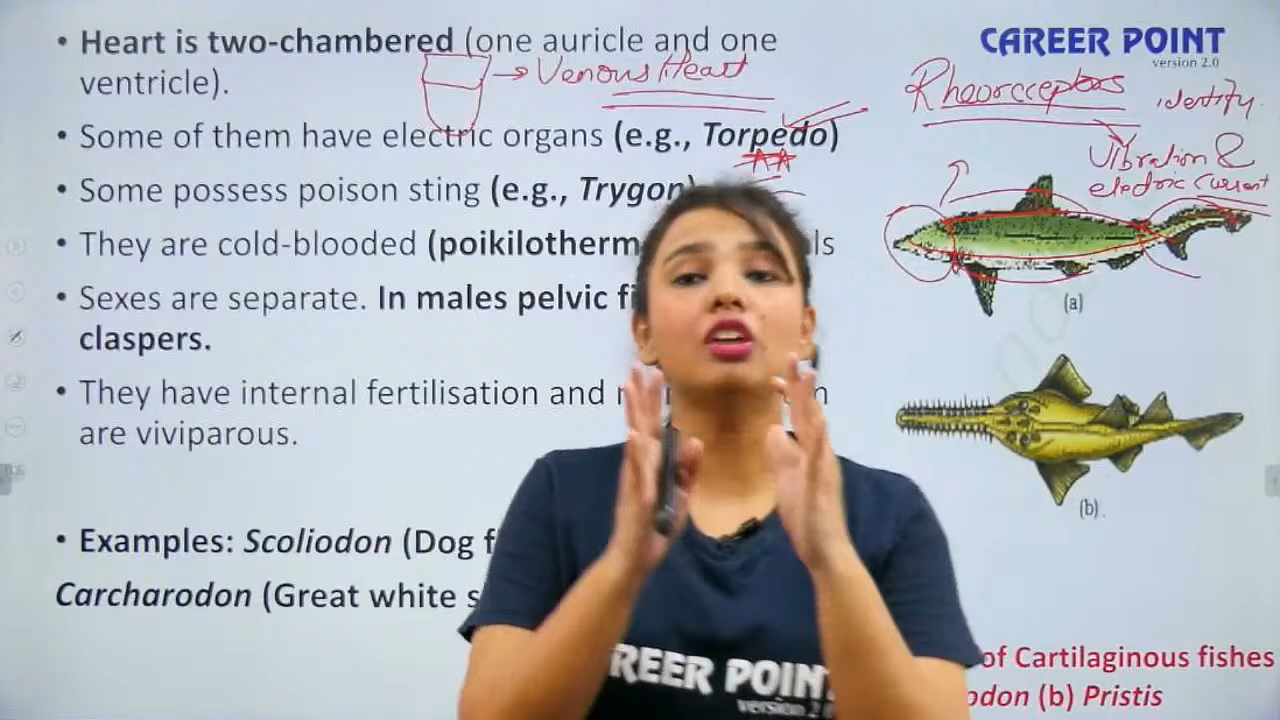 • Heart is two-chambered (one auricle and one
ventricle).
→ Venous Heart
• Some of them have electric organs (e.g., Torpedo)
• Some possess poison sting (e.g., Trygon)
• They are cold-blooded (poikilotherm
ls
• Sexes are separate. In males pelvic fi
claspers.
• They have internal fertilisation and
are viviparous.
• Examples: Scoliodon (Dog f
Carcharodon (Great white s
CAREER POINT
version 2.0
Rheorcceptors identify
Vibration &
electric current
(a)
(b).
of Cartilaginous fishes
odon (b) Pristis
REER POINT
version 2.0